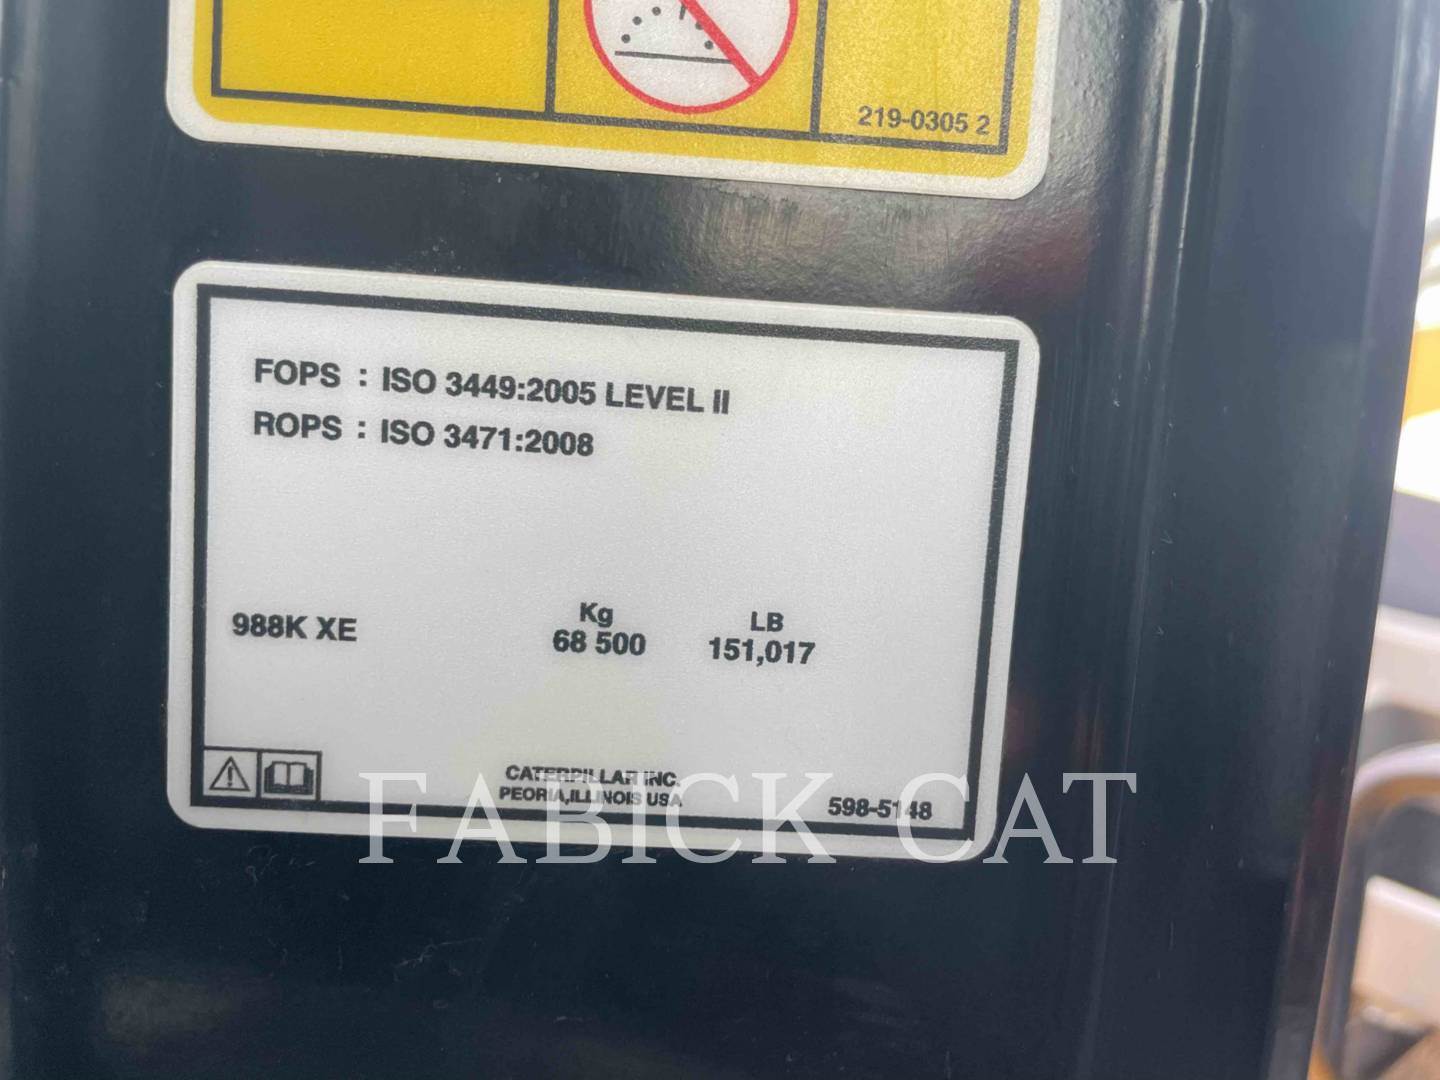 219-0305 2
FOPS : ISO 3449:2005 LEVEL II
ROPS : ISO 3471:2008
Kg LB
988K XE 68 500 151,017
CATERPILLAR INC.
PEORIA,ILLINOIS USA
598-5148
FABICK CAT